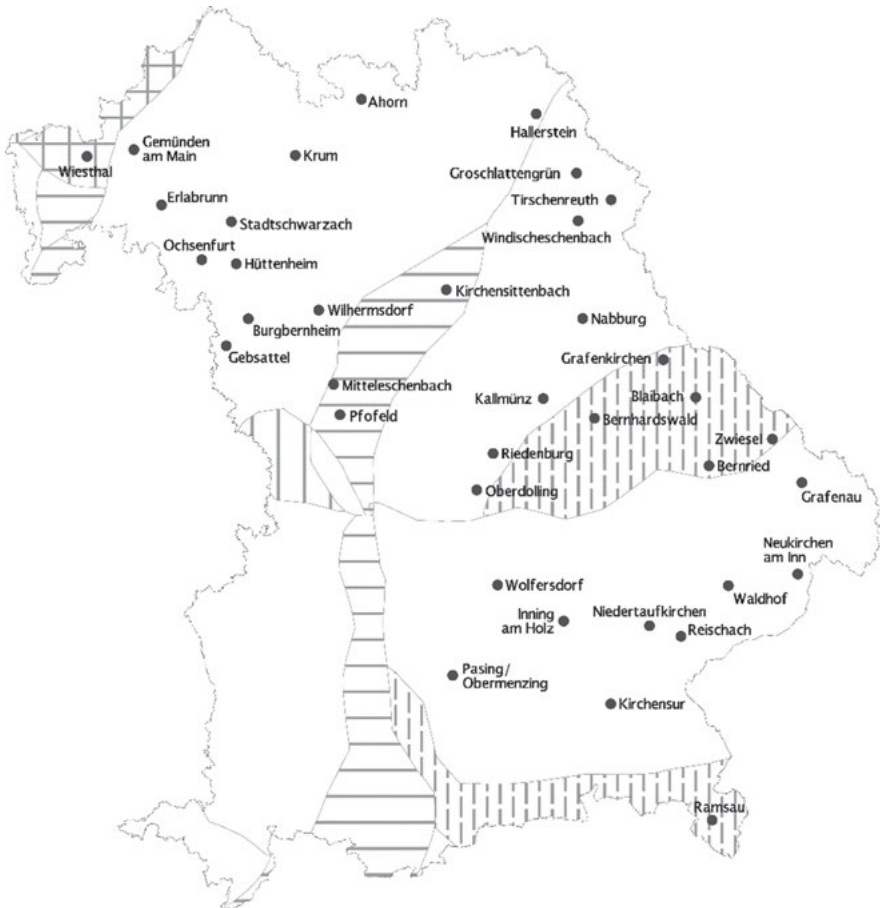 Ahorn
Hallerstein
Gemünden
am Main
Krum
Wiesthal
Groschlattengrün
Erlabrunn
Tirschenreuth
Stadtschwarzach
Windischeschenbach
Ochsenfurt
Hüttenheim
Kirchensittenbach
Wilhermsdorf
Nabburg
Burgbernheim
Gebsattel
Grafenkirchen
Mitteleschenbach
Kallmünz
Blaibach
Pfofeld
Bernhardswald
Zwiesel
Riedenburg
Bernried
Oberdolling
Grafenau
Neukirchen
am Inn
Wolfersdorf
Waldhof
Inning
am Holz
Niedertaufkirchen
Reischach
Pasing/
Obermenzing
Kirchensur
Ramsau